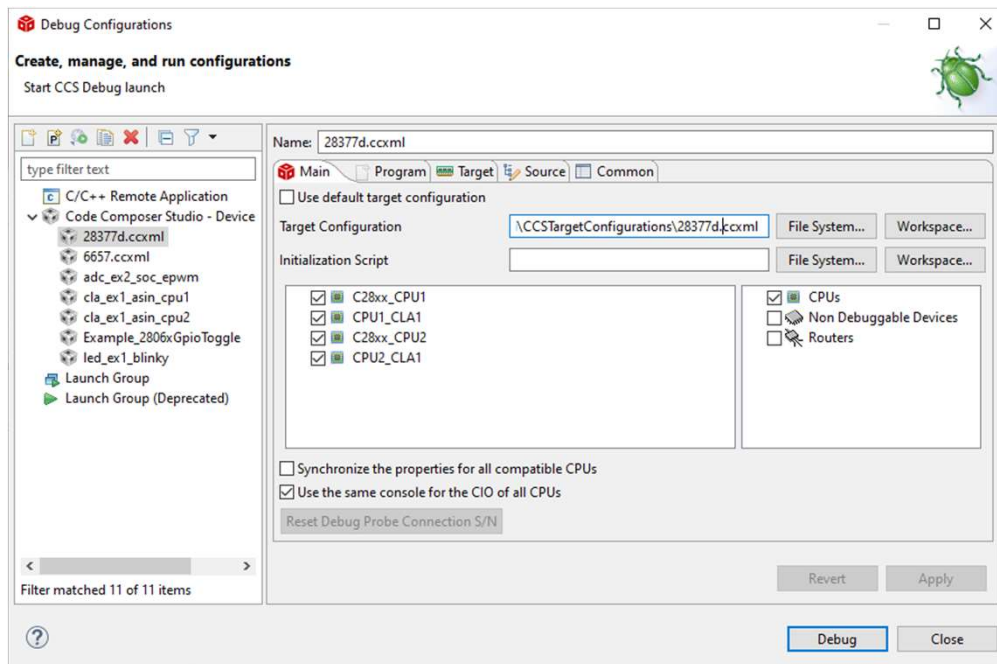 Debug Configurations
Create, manage, and run configurations
Start CCS Debug launch
type filter text
C/C++ Remote Application
Code Composer Studio - Device
28377d.ccxml
6657.ccxml
adc_ex2_soc_epwm
cla_ex1_asin_cpu1
cla_ex1_asin_cpu2
Example_2806xGpioToggle
led_ex1_blinky
Launch Group
Launch Group (Deprecated)
Filter matched 11 of 11 items
Name: 28377d.ccxml
Main Program Target Source Common
Use default target configuration
Target Configuration \CCSTargetConfigurations\28377d.ccxml File System... Workspace...
Initialization Script File System... Workspace...
C28xx_CPU1
CPU1_CLA1
C28xx_CPU2
CPU2_CLA1
CPUs
Non Debuggable Devices
Routers
Synchronize the properties for all compatible CPUs
Use the same console for the CIO of all CPUs
Reset Debug Probe Connection S/N
Revert Apply
Debug Close